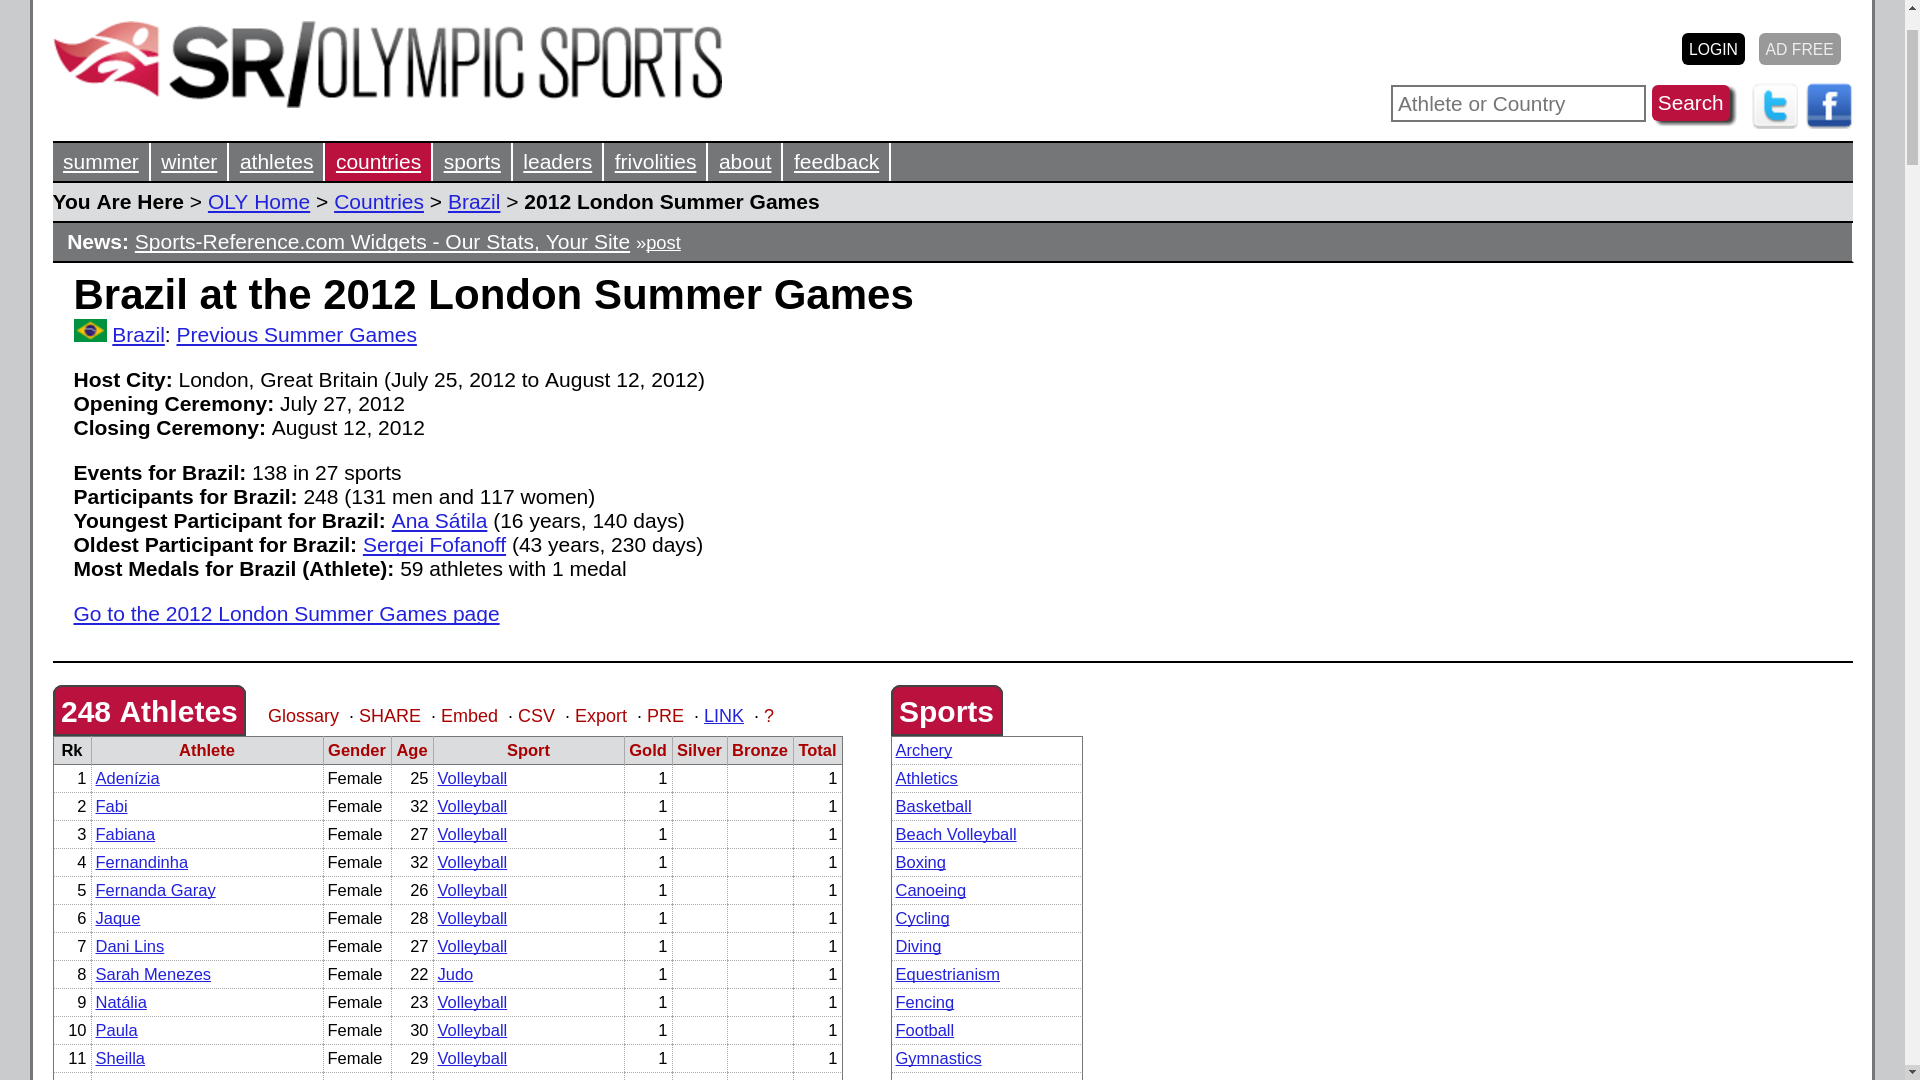 SR/OLYMPIC SPORTS
LOGIN AD FREE
Athlete or Country Search
summer winter athletes countries sports leaders frivolities about feedback
You Are Here > OLY Home > Countries > Brazil > 2012 London Summer Games
News: Sports-Reference.com Widgets - Our Stats, Your Site »post
Brazil at the 2012 London Summer Games
Brazil: Previous Summer Games
Host City: London, Great Britain (July 25, 2012 to August 12, 2012)
Opening Ceremony: July 27, 2012
Closing Ceremony: August 12, 2012
Events for Brazil: 138 in 27 sports
Participants for Brazil: 248 (131 men and 117 women)
Youngest Participant for Brazil: Ana Sátila (16 years, 140 days)
Oldest Participant for Brazil: Sergei Fofanoff (43 years, 230 days)
Most Medals for Brazil (Athlete): 59 athletes with 1 medal
Go to the 2012 London Summer Games page
248 Athletes Glossary · SHARE · Embed · CSV · Export · PRE · LINK · ?
Rk Athlete Gender Age Sport Gold Silver Bronze Total
1 Adenízia Female 25 Volleyball 1 1
2 Fabi Female 32 Volleyball 1 1
3 Fabiana Female 27 Volleyball 1 1
4 Fernandinha Female 32 Volleyball 1 1
5 Fernanda Garay Female 26 Volleyball 1 1
6 Jaque Female 28 Volleyball 1 1
7 Dani Lins Female 27 Volleyball 1 1
8 Sarah Menezes Female 22 Judo 1 1
9 Natália Female 23 Volleyball 1 1
10 Paula Female 30 Volleyball 1 1
11 Sheilla Female 29 Volleyball 1 1
Sports
Archery
Athletics
Basketball
Beach Volleyball
Boxing
Canoeing
Cycling
Diving
Equestrianism
Fencing
Football
Gymnastics